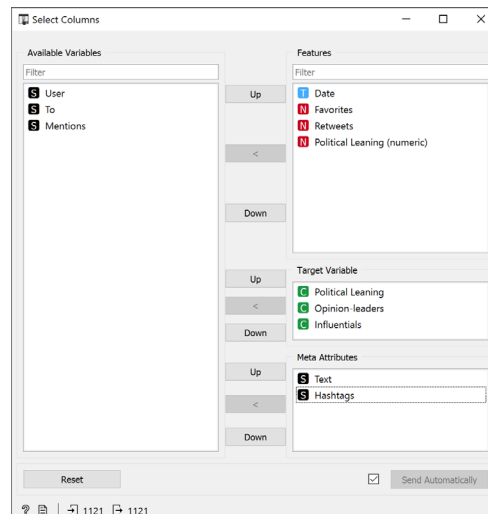 Select Columns
Available Variables
Filter
S User
S To
S Mentions
Up
<
Down
Up
<
Down
Up
<
Down
Features
Filter
T Date
N Favorites
N Retweets
N Political Leaning (numeric)
Target Variable
C Political Leaning
C Opinion-leaders
C Influentials
Meta Attributes
S Text
S Hashtags
Reset
Send Automatically
? 1121 1121